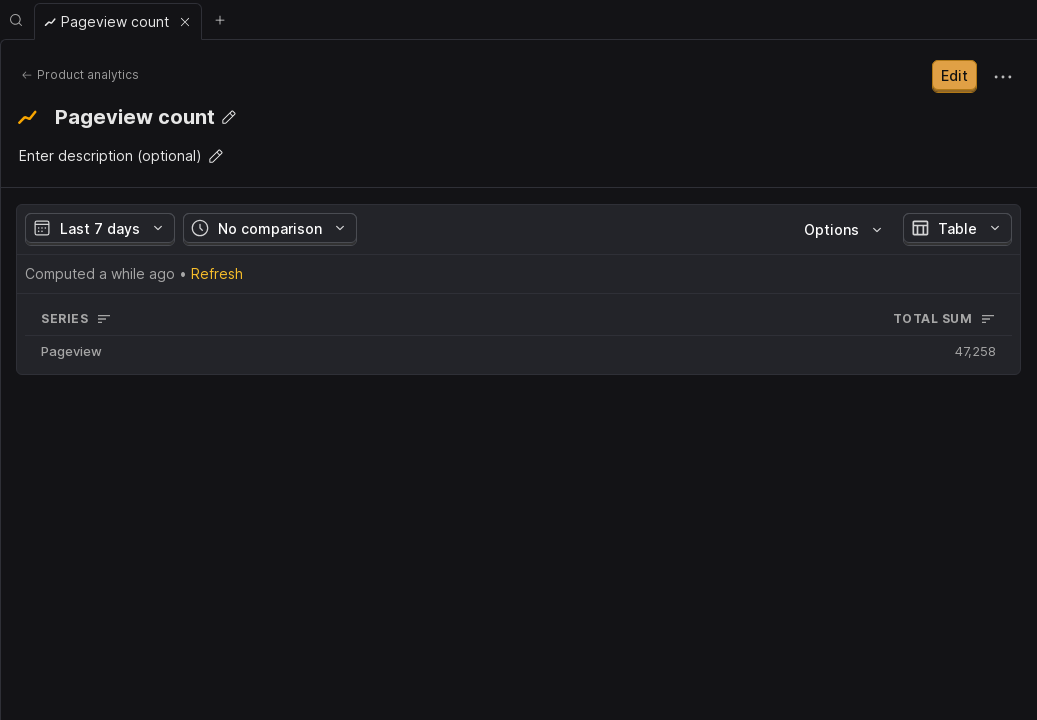 Pageview count
Product analytics
Edit
Pageview count
Enter description (optional)
Last 7 days
No comparison
Options
Table
Computed a while ago • Refresh
SERIES
TOTAL SUM
Pageview
47,258